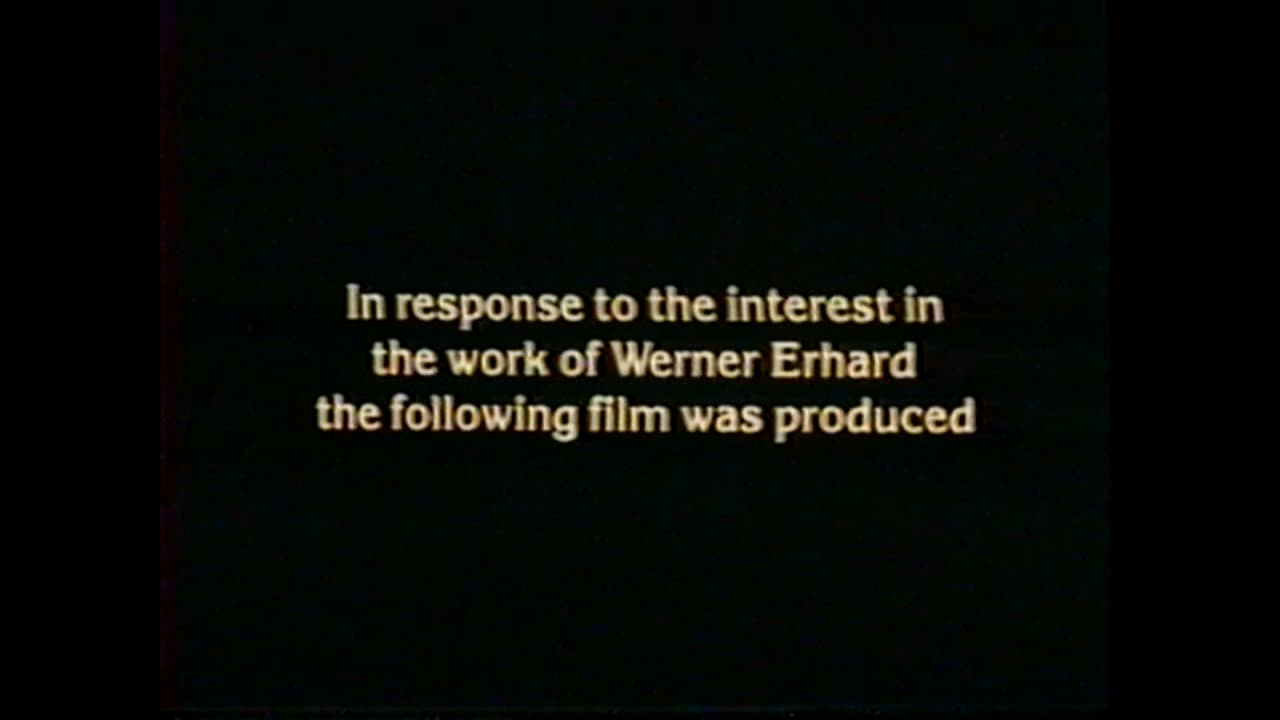 In response to the interest in
the work of Werner Erhard
the following film was produced